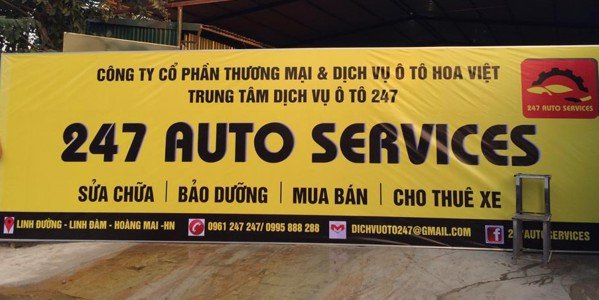 CÔNG TY CỔ PHẦN THƯƠNG MẠI & DỊCH VỤ Ô TÔ HOA VIỆT
TRUNG TÂM DỊCH VỤ Ô TÔ 247
247 AUTO SERVICES
247 AUTO SERVICES
SỬA CHỮA | BẢO DƯỠNG | MUA BÁN | CHO THUÊ XE
LINH ĐƯỜNG - LINH ĐÀM - HOÀNG MAI -HN 0961 247 247/ 0995 888 288 DICHVUOTO247@GMAIL.COM f 247AUTOSERVICES